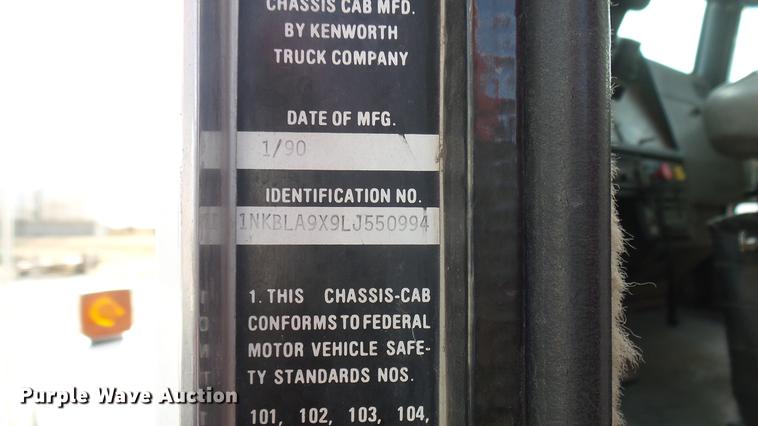 CHASSIS CAB MFD.
BY KENWORTH
TRUCK COMPANY
DATE OF MFG.
1/90
IDENTIFICATION NO.
1NKBLA9X9LJ550994
1. THIS CHASSIS-CAB
CONFORMS TO FEDERAL
MOTOR VEHICLE SAFE-
TY STANDARDS NOS.
101, 102, 103, 104,
Purple Wave Auction